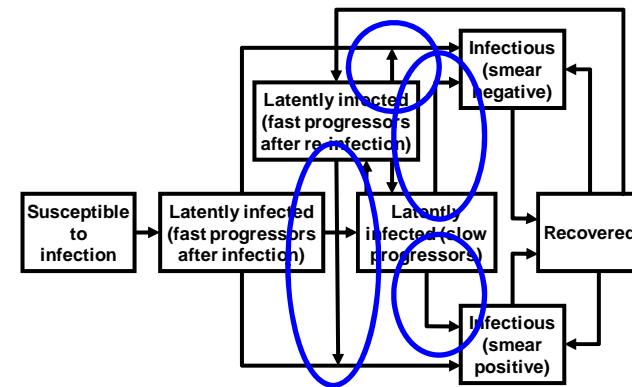 Infectious
(smear
negative)
Latently infected
(fast progressors
after re-infection)
Susceptible
to
infection
Latently infected
(fast progressors
after infection)
Latently
infected (slow
progressors)
Recovered
Infectious
(smear
positive)